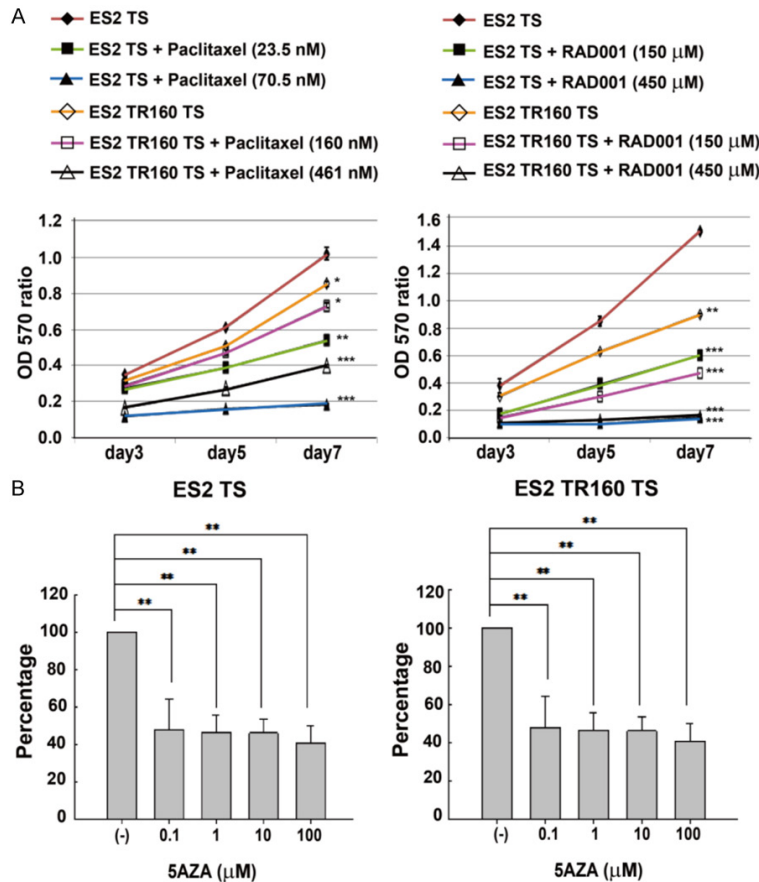 A
ES2 TS
ES2 TS + Paclitaxel (23.5 nM)
ES2 TS + Paclitaxel (70.5 nM)
ES2 TR160 TS
ES2 TR160 TS + Paclitaxel (160 nM)
ES2 TR160 TS + Paclitaxel (461 nM)
ES2 TS
ES2 TS + RAD001 (150 µM)
ES2 TS + RAD001 (450 µM)
ES2 TR160 TS
ES2 TR160 TS + RAD001 (150 µM)
ES2 TR160 TS + RAD001 (450 µM)
OD 570 ratio
1.2
1.0
0.8
0.6
0.4
0.2
0.0
*
*
**
***
***
day3 day5 day7
OD 570 ratio
1.6
1.4
1.2
1.0
0.8
0.6
0.4
0.2
0.0
**
***
***
***
***
day3 day5 day7
B
ES2 TS
**
**
**
**
Percentage
120
100
80
60
40
20
0
(-) 0.1 1 10 100
5AZA (µM)
ES2 TR160 TS
**
**
**
**
Percentage
120
100
80
60
40
20
0
(-) 0.1 1 10 100
5AZA (µM)